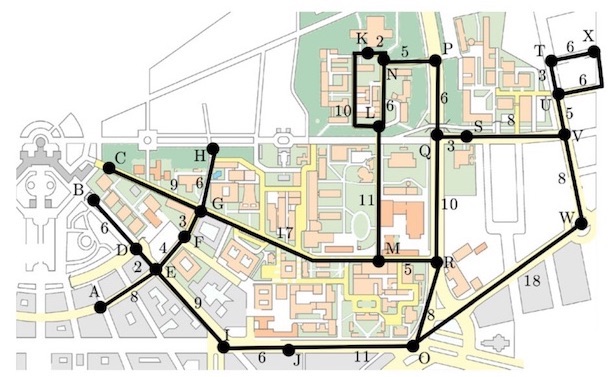 K 2
5 P
T 6 X
N
3 6
10 6 6 U
L 8 5
Q 3 S V
H
C
9 6
B G 8
11 10
6 3 F W
D 4 17
2 E M 5 R
A 8 9 18
8
I 6 J 11 O